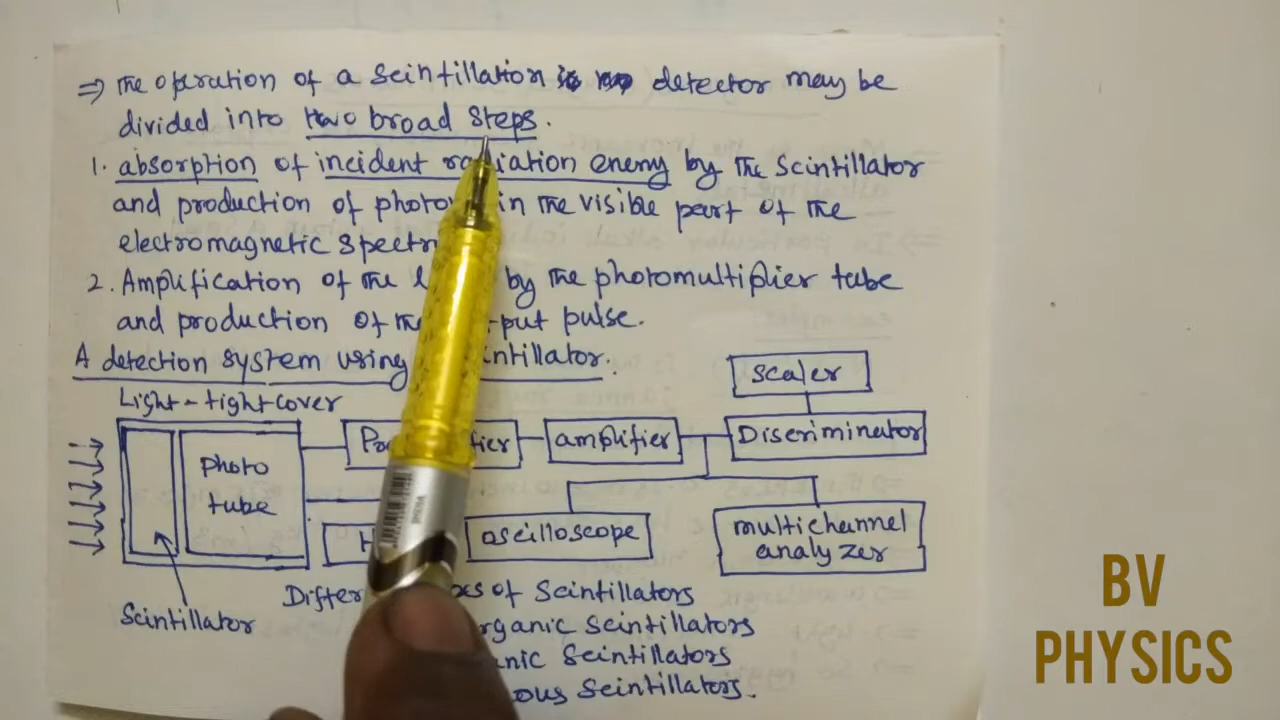 ⇒ The operation of a scintillation detector may be
divided into two broad steps.
1. absorption of incident radiation energy by the scintillator
and production of in the visible part of the
electromagnetic
2. Amplification of the by the photomultiplier tube
and production of the pulse.
A detection system using
Light-tight cover
scaler
amplifier
Discriminator
photo
tube
oscilloscope
multichannel
analyzer
Scintillator
of Scintillators
Scintillators
Scintillators
Scintillators.
BV
PHYSICS